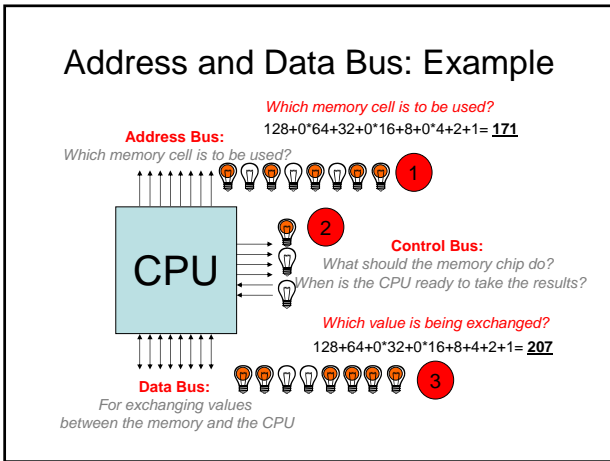 Address and Data Bus: Example
Which memory cell is to be used?
128+0*64+32+0*16+8+0*4+2+1= 171
Address Bus:
Which memory cell is to be used?
1
2
CPU
Control Bus:
What should the memory chip do?
When is the CPU ready to take the results?
Which value is being exchanged?
128+64+0*32+0*16+8+4+2+1= 207
3
Data Bus:
For exchanging values
between the memory and the CPU